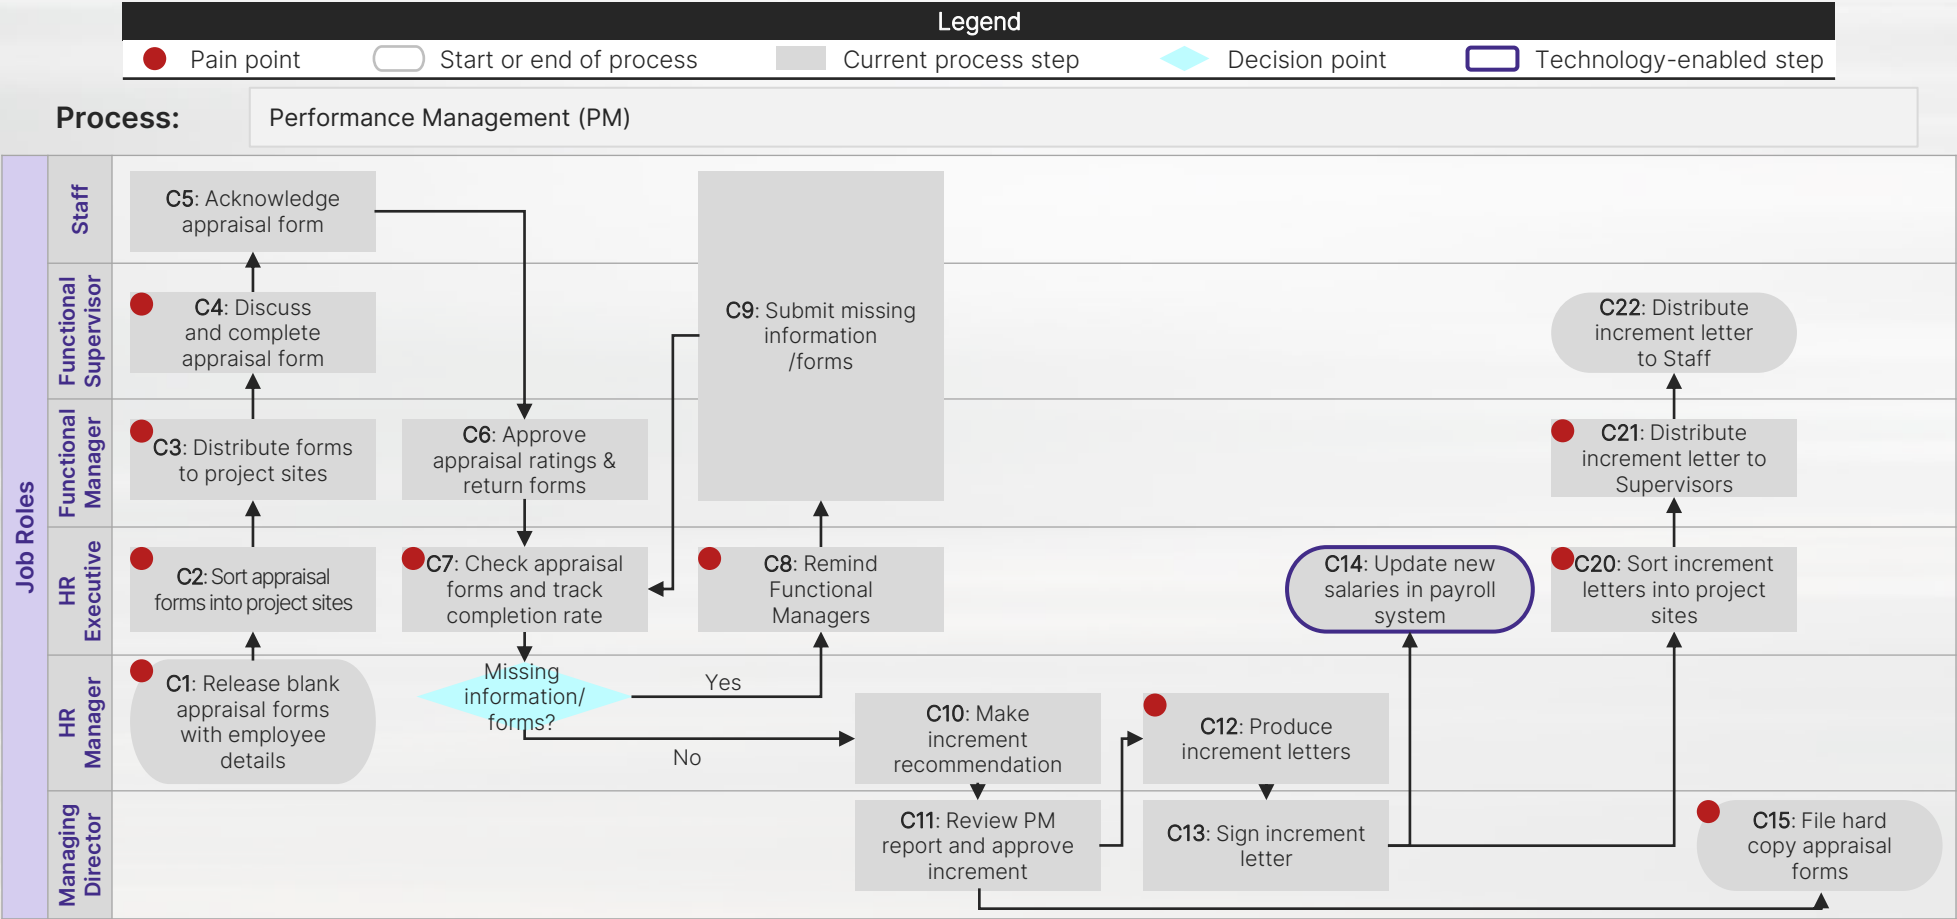 Legend
Pain point
Start or end of process
Current process step
Decision point
Technology-enabled step
Process:
Performance Management (PM)
Job Roles
Staff
Functional
Supervisor
Functional
Manager
HR
Executive
HR
Manager
Managing
Director
C5: Acknowledge
appraisal form
C4: Discuss
and complete
appraisal form
C3: Distribute forms
to project sites
C2: Sort appraisal
forms into project sites
C1: Release blank
appraisal forms
with employee
details
C6: Approve
appraisal ratings &
return forms
C7: Check appraisal
forms and track
completion rate
Missing
information/
forms?
Yes
No
C9: Submit missing
information
/forms
C8: Remind
Functional
Managers
C10: Make
increment
recommendation
C11: Review PM
report and approve
increment
C12: Produce
increment letters
C13: Sign increment
letter
C14: Update new
salaries in payroll
system
C22: Distribute
increment letter
to Staff
C21: Distribute
increment letter to
Supervisors
C20: Sort increment
letters into project
sites
C15: File hard
copy appraisal
forms